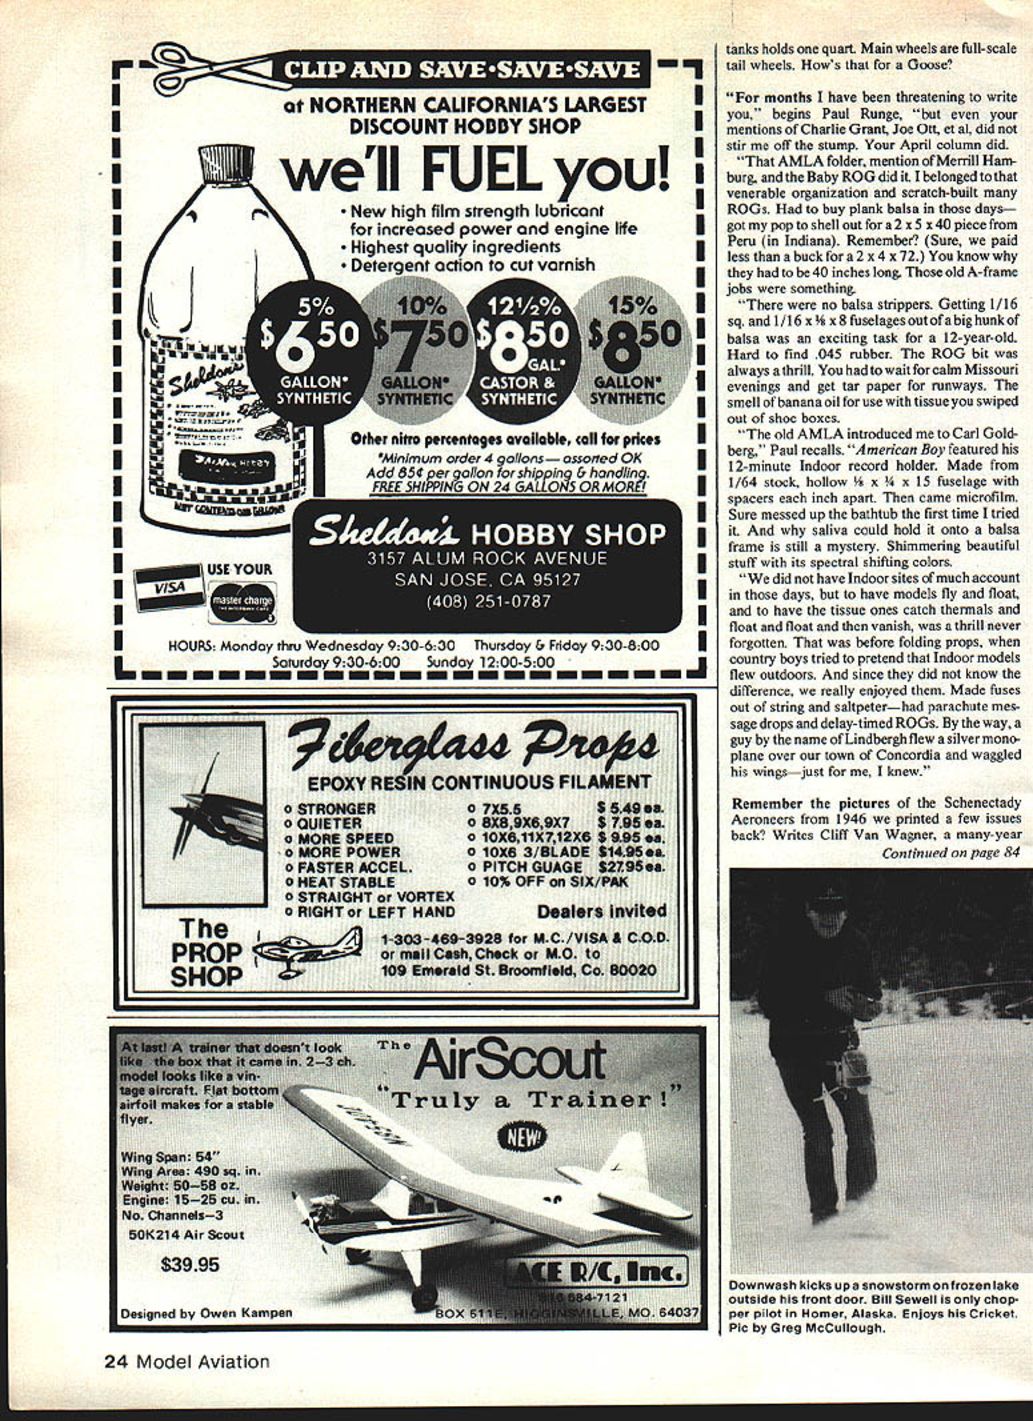 CLIP AND SAVE•SAVE•SAVE
at NORTHERN CALIFORNIA'S LARGEST
DISCOUNT HOBBY SHOP
we'll FUEL you!
• New high film strength lubricant
for increased power and engine life
• Highest quality ingredients
• Detergent action to cut varnish
5%
$6.50
GALLON*
SYNTHETIC
10%
$7.50
GALLON*
SYNTHETIC
12½%
$8.50
GAL.*
CASTOR &
SYNTHETIC
15%
$8.50
GALLON*
SYNTHETIC
Sheldon's
Other nitro percentages available, call for prices
*Minimum order 4 gallons — assorted OK
Add 85¢ per gallon for shipping & handling.
FREE SHIPPING ON 24 GALLONS OR MORE!
Sheldon's HOBBY SHOP
3157 ALUM ROCK AVENUE
SAN JOSE, CA 95127
(408) 251-0787
USE YOUR
VISA
master charge
THE INTERBANK CARD
HOURS: Monday thru Wednesday 9:30-6:30 Thursday & Friday 9:30-8:00
Saturday 9:30-6:00 Sunday 12:00-5:00
Fiberglass Props
EPOXY RESIN CONTINUOUS FILAMENT
o STRONGER
o QUIETER
o MORE SPEED
o MORE POWER
o FASTER ACCEL.
o HEAT STABLE
o STRAIGHT or VORTEX
o RIGHT or LEFT HAND
o 7X5.5 $ 5.49 ea.
o 8X8,9X6,9X7 $ 7.95 ea.
o 10X6,11X7,12X6 $ 9.95 ea.
o 10X6 3/BLADE $14.95 ea.
o PITCH GUAGE $27.95 ea.
o 10% OFF on SIX/PAK
Dealers invited
The
PROP
SHOP
1-303-469-3928 for M.C./VISA & C.O.D.
or mail Cash, Check or M.O. to
109 Emerald St. Broomfield, Co. 80020
At last! A trainer that doesn't look
like the box that it came in. 2—3 ch.
model looks like a vin-
tage aircraft. Flat bottom
airfoil makes for a stable
flyer.
The AirScout
"Truly a Trainer!"
NEW!
Wing Span: 54"
Wing Area: 490 sq. in.
Weight: 50—58 oz.
Engine: 15—25 cu. in.
No. Channels—3
50K214 Air Scout
$39.95
Designed by Owen Kampen
ACE R/C, Inc.
584-7121
BOX 511E, HIGGINSVILLE, MO. 64037
24 Model Aviation
tanks holds one quart. Main wheels are full-scale
tail wheels. How's that for a Goose?
"For months I have been threatening to write
you," begins Paul Runge, "but even your
mentions of Charlie Grant, Joe Ott, et al, did not
stir me off the stump. Your April column did.
"That AMLA folder, mention of Merrill Ham-
burg, and the Baby ROG did it. I belonged to that
venerable organization and scratch-built many
ROGs. Had to buy plank balsa in those days—
got my pop to shell out for a 2 x 5 x 40 piece from
Peru (in Indiana). Remember? (Sure, we paid
less than a buck for a 2 x 4 x 72.) You know why
they had to be 40 inches long. Those old A-frame
jobs were something.
"There were no balsa strippers. Getting 1/16
sq. and 1/16 x ⅛ x 8 fuselages out of a big hunk of
balsa was an exciting task for a 12-year-old.
Hard to find .045 rubber. The ROG bit was
always a thrill. You had to wait for calm Missouri
evenings and get tar paper for runways. The
smell of banana oil for use with tissue you swiped
out of shoe boxes.
"The old AMLA introduced me to Carl Gold-
berg," Paul recalls. "American Boy featured his
12-minute Indoor record holder. Made from
1/64 stock, hollow ⅛ x ¼ x 15 fuselage with
spacers each inch apart. Then came microfilm.
Sure messed up the bathtub the first time I tried
it. And why saliva could hold it onto a balsa
frame is still a mystery. Shimmering beautiful
stuff with its spectral shifting colors.
"We did not have Indoor sites of much account
in those days, but to have models fly and float,
and to have the tissue ones catch thermals and
float and float and then vanish, was a thrill never
forgotten. That was before folding props, when
country boys tried to pretend that Indoor models
flew outdoors. And since they did not know the
difference, we really enjoyed them. Made fuses
out of string and saltpeter—had parachute mes-
sage drops and delay-timed ROGs. By the way, a
guy by the name of Lindbergh flew a silver mono-
plane over our town of Concordia and waggled
his wings—just for me, I knew."
Remember the pictures of the Schenectady
Aeroneers from 1946 we printed a few issues
back? Writes Cliff Van Wagner, a many-year
Continued on page 84
Downwash kicks up a snowstorm on frozen lake
outside his front door. Bill Sewell is only chop-
per pilot in Homer, Alaska. Enjoys his Cricket.
Pic by Greg McCullough.